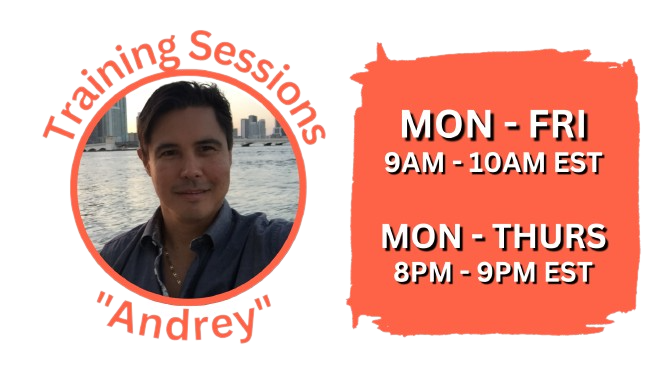 Training Sessions
"Andrey"
MON - FRI
9AM - 10AM EST
MON - THURS
8PM - 9PM EST